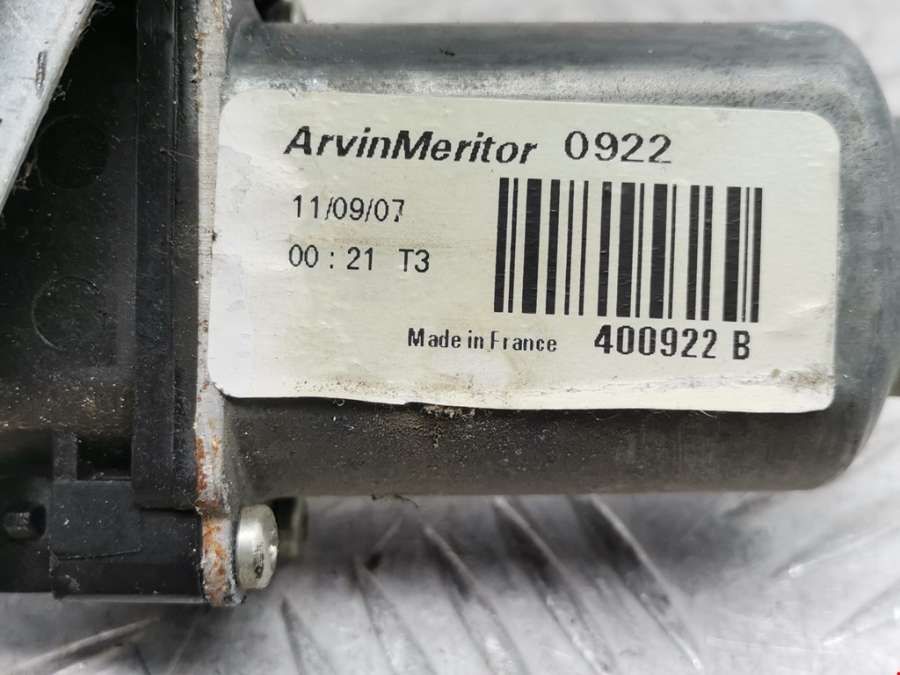 ArvinMeritor 0922
11/09/07
00 : 21 T3
Made in France 400922 B